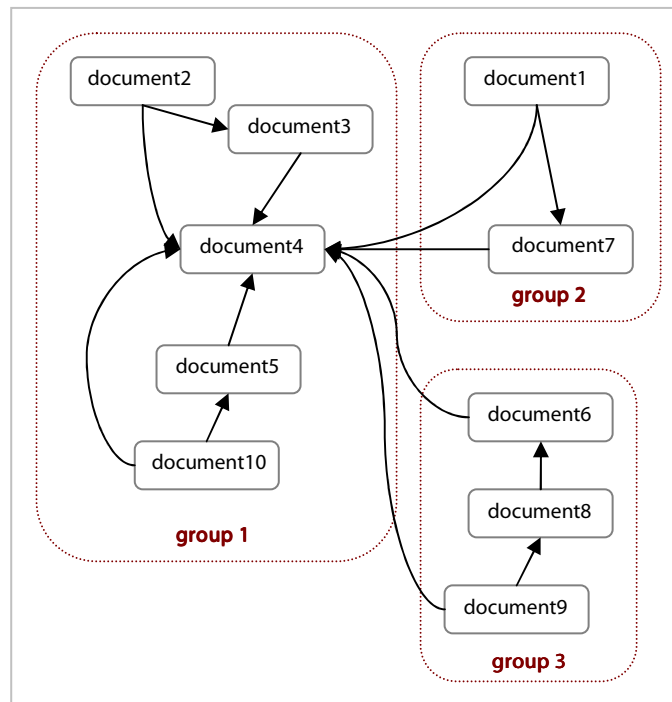 document2
document3
document4
document5
document10
group 1
document1
document7
group 2
document6
document8
document9
group 3